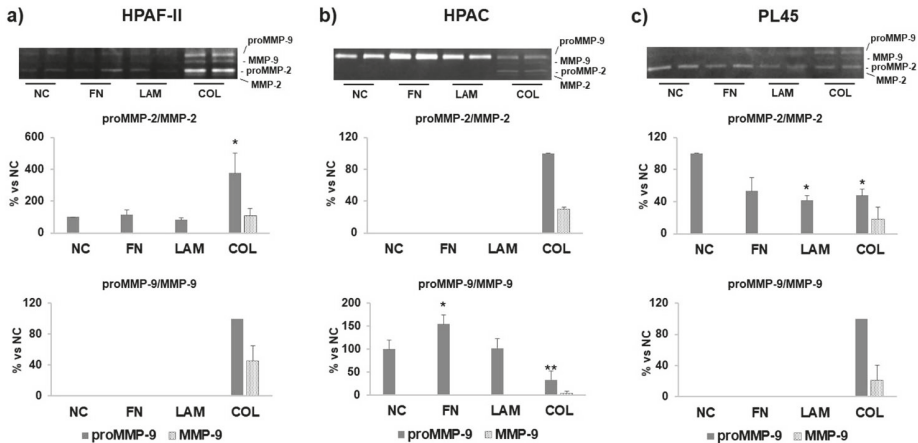 a) HPAF-II
proMMP-9
MMP-9
proMMP-2
MMP-2
NC FN LAM COL
proMMP-2/MMP-2
% vs NC
600
400
200
0
NC FN LAM COL
*
proMMP-9/MMP-9
% vs NC
120
80
40
0
NC FN LAM COL
proMMP-9 MMP-9
b) HPAC
proMMP-9
MMP-9
proMMP-2
MMP-2
NC FN LAM COL
proMMP-2/MMP-2
% vs NC
120
80
40
0
NC FN LAM COL
proMMP-9/MMP-9
% vs NC
200
150
100
50
0
NC FN LAM COL
*
**
proMMP-9 MMP-9
c) PL45
proMMP-9
MMP-9
proMMP-2
MMP-2
NC FN LAM COL
proMMP-2/MMP-2
% vs NC
120
80
40
0
NC FN LAM COL
*
*
proMMP-9/MMP-9
% vs NC
120
80
40
0
NC FN LAM COL
proMMP-9 MMP-9